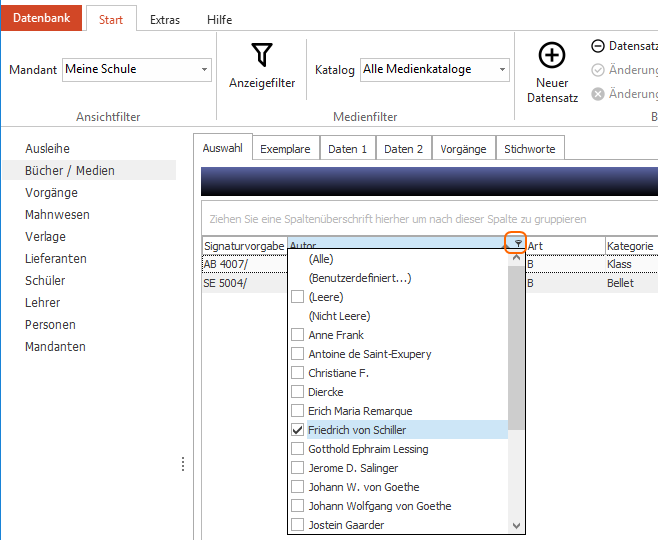 Datenbank Start Extras Hilfe
Mandant Meine Schule
Anzeigefilter
Katalog Alle Medienkataloge
Neuer
Datensatz
Datensatz
Änderung
Änderung
Ansichtfilter Medienfilter B
Ausleihe
Bücher / Medien
Vorgänge
Mahnwesen
Verlage
Lieferanten
Schüler
Lehrer
Personen
Mandanten
Auswahl Exemplare Daten 1 Daten 2 Vorgänge Stichworte
Ziehen Sie eine Spaltenüberschrift hierher um nach dieser Spalte zu gruppieren
Signaturvorgabe Autor Art Kategorie
AB 4007/ B Klass
SE 5004/ B Bellet
(Alle)
(Benutzerdefiniert...)
(Leere)
(Nicht Leere)
Anne Frank
Antoine de Saint-Exupery
Christiane F.
Diercke
Erich Maria Remarque
Friedrich von Schiller
Gotthold Ephraim Lessing
Jerome D. Salinger
Johann W. von Goethe
Johann Wolfgang von Goethe
Jostein Gaarder